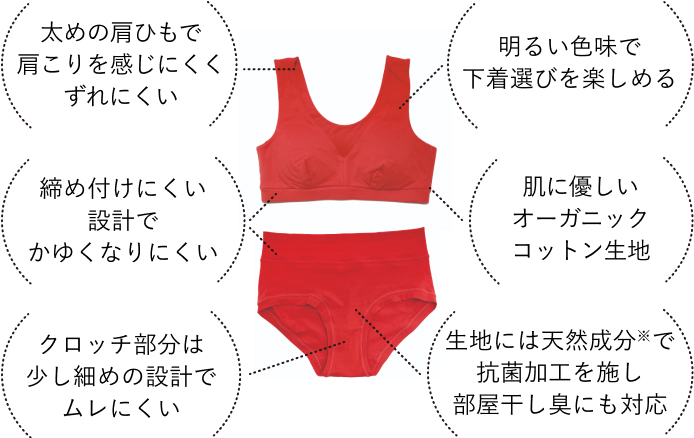 太めの肩ひもで
肩こりを感じにくく
ずれにくい
明るい色味で
下着選びを楽しめる
締め付けにくい
設計で
かゆくなりにくい
肌に優しい
オーガニック
コットン生地
クロッチ部分は
少し細めの設計で
ムレにくい
生地には天然成分※で
抗菌加工を施し
部屋干し臭にも対応